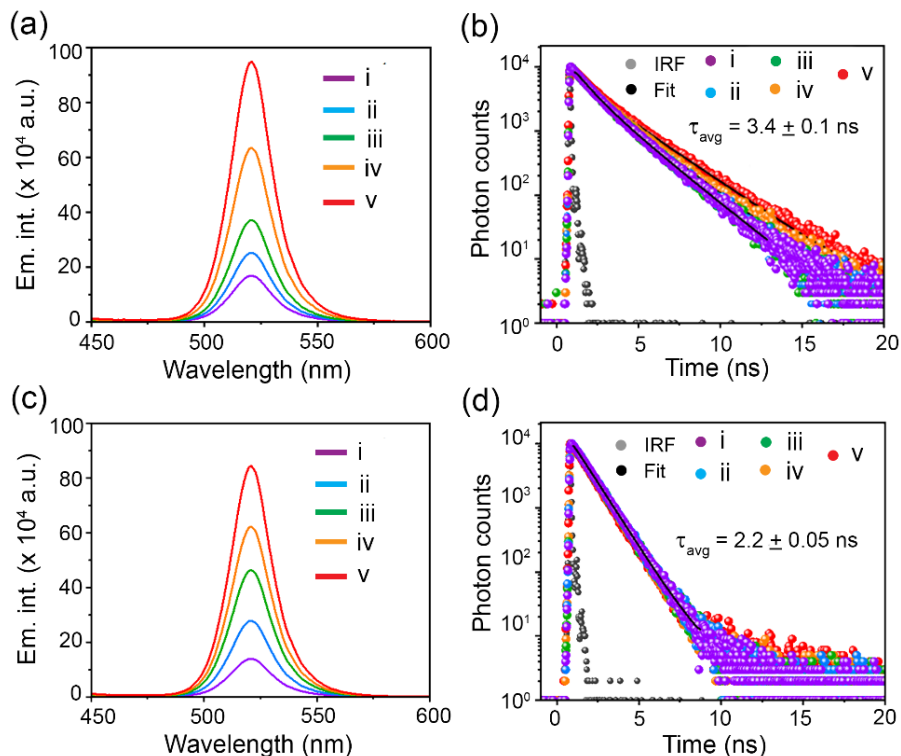 (a)
Em. int. (x 10⁴ a.u.)
100
80
60
40
20
0
450
500
550
600
Wavelength (nm)
i
ii
iii
iv
v
(b)
Photon counts
10⁵
10⁴
10³
10²
10¹
10⁰
0
5
10
15
20
Time (ns)
IRF
i
iii
v
Fit
ii
iv
τavg = 3.4 ± 0.1 ns
(c)
Em. int. (x 10⁴ a.u.)
100
80
60
40
20
0
450
500
550
600
Wavelength (nm)
i
ii
iii
iv
v
(d)
Photon counts
10⁴
10³
10²
10¹
10⁰
0
5
10
15
20
Time (ns)
IRF
i
iii
v
Fit
ii
iv
τavg = 2.2 ± 0.05 ns